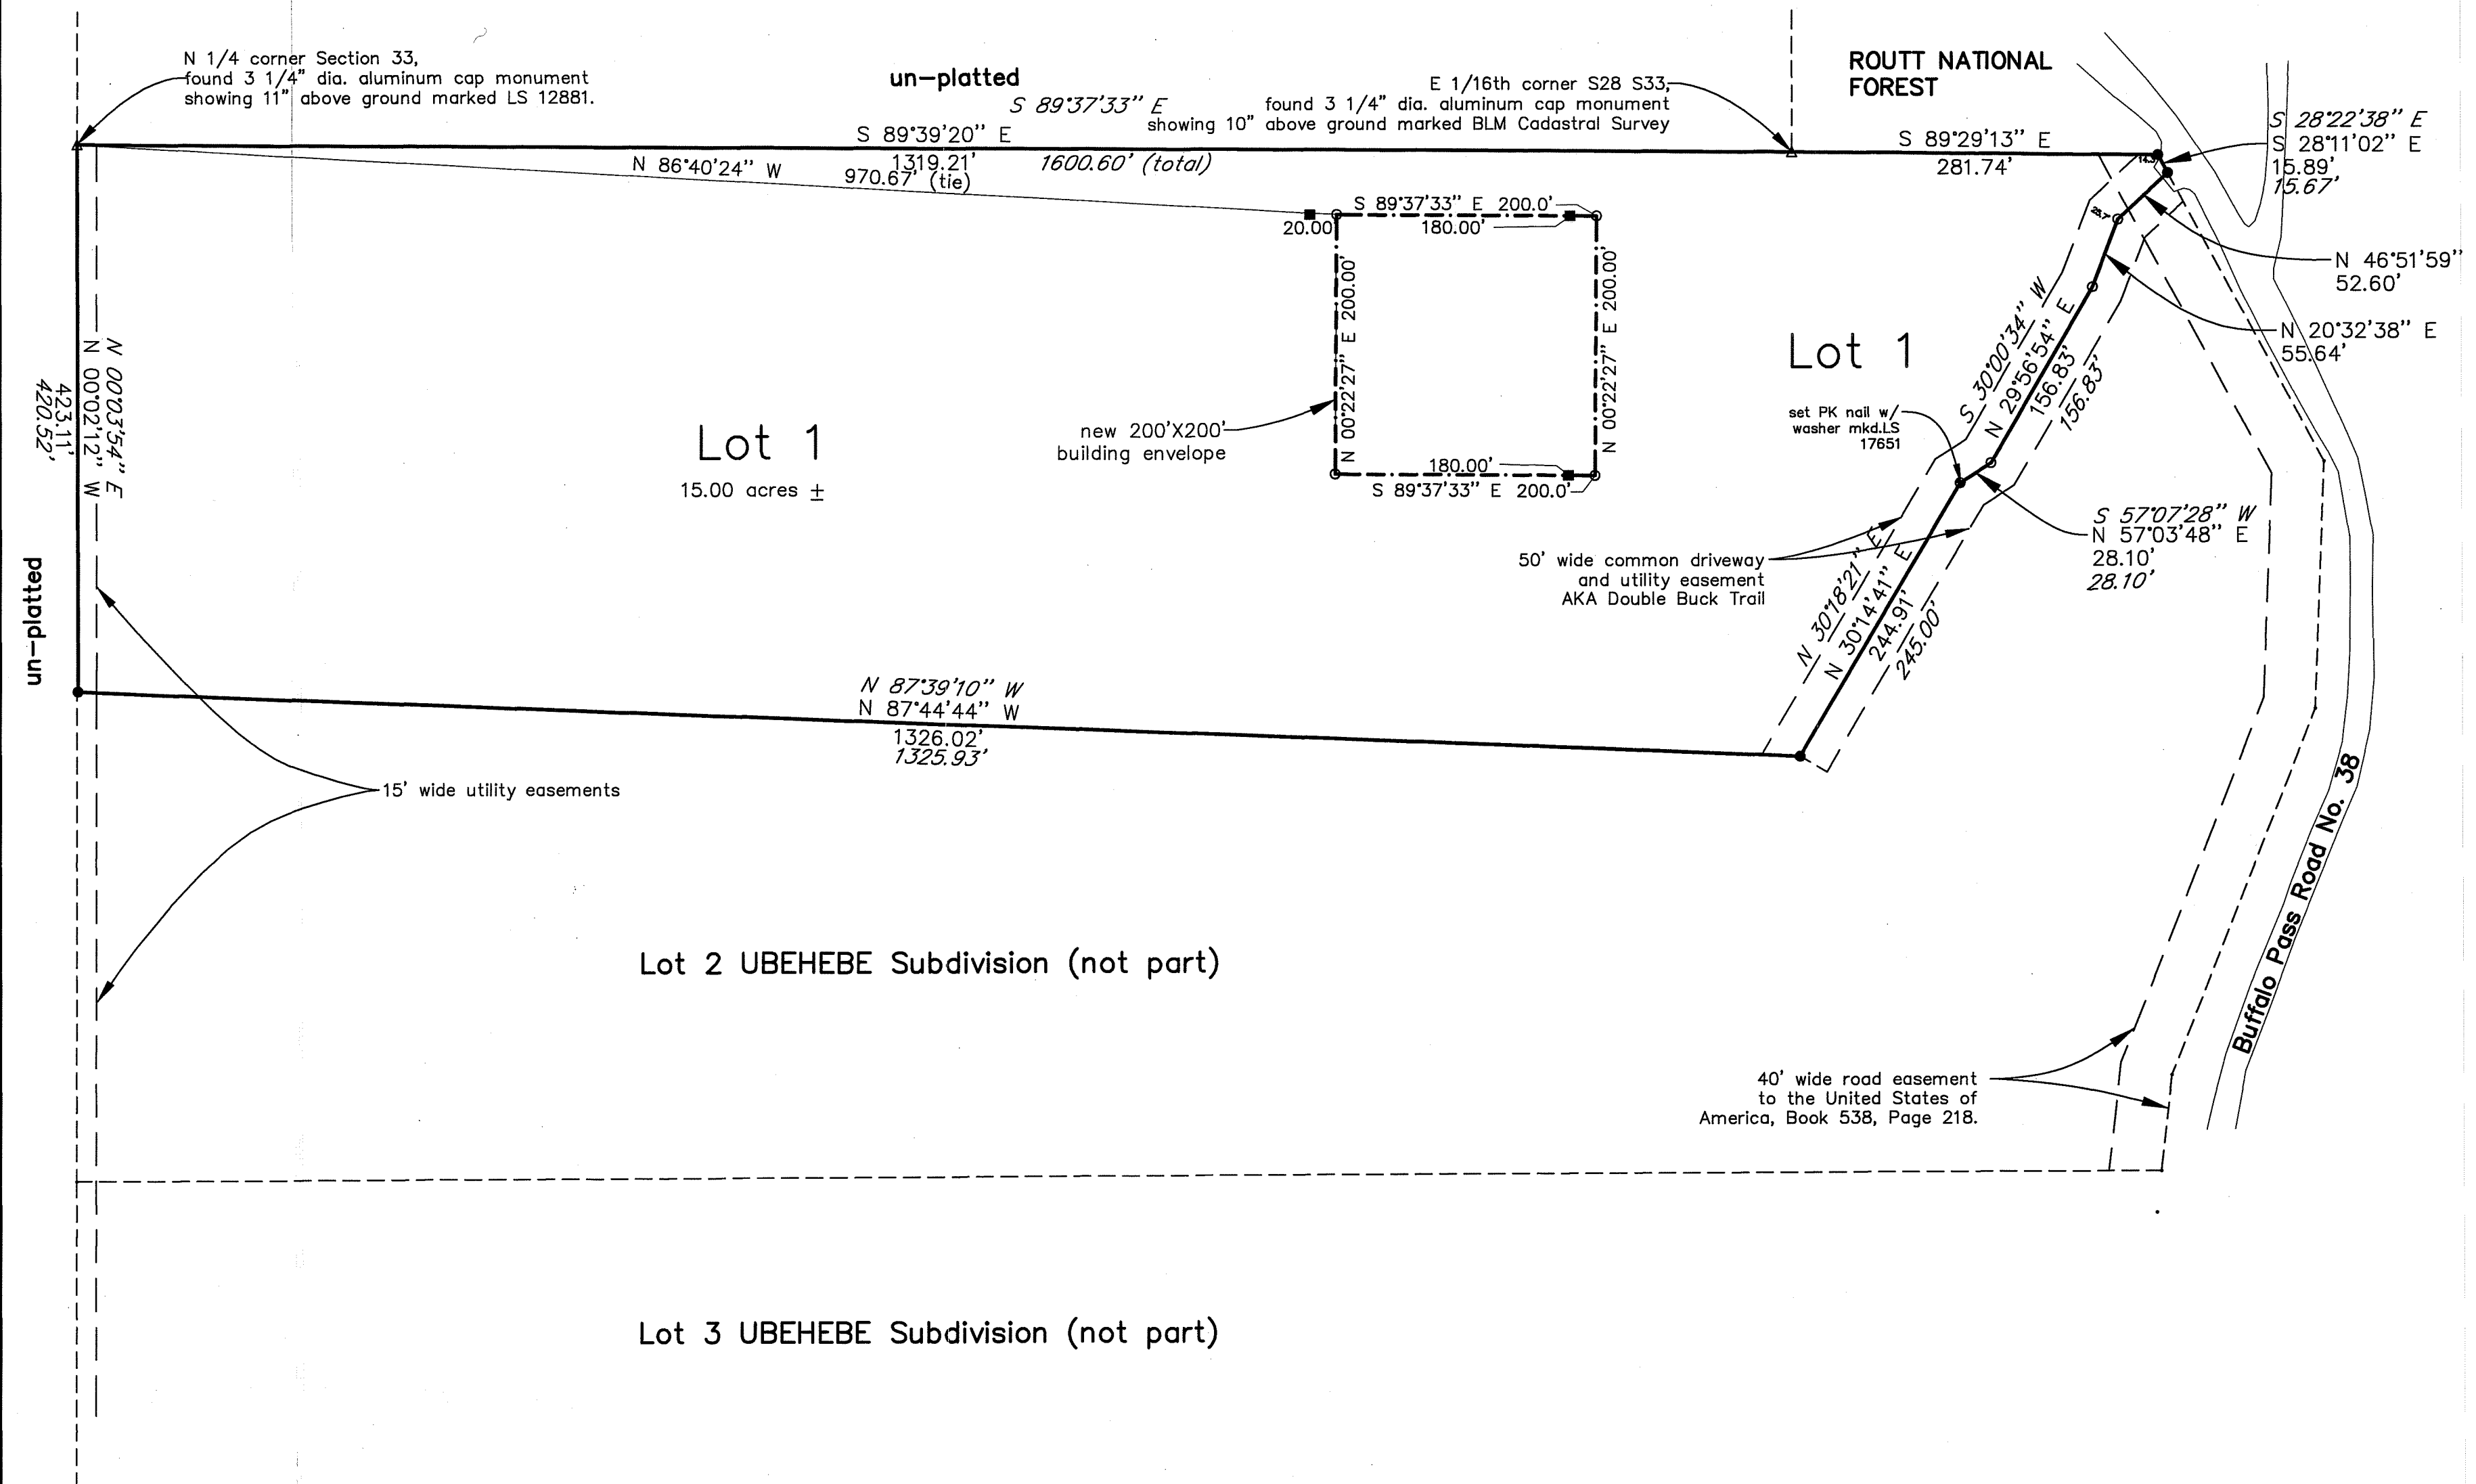 N 1/4 corner Section 33,
found 3 1/4" dia. aluminum cap monument
showing 11" above ground marked LS 12881.
un-platted
S 89°37'33" E
S 89°39'20" E
1319.21'
1600.60' (total)
N 86°40'24" W
970.67' (tie)
E 1/16th corner S28 S33,
found 3 1/4" dia. aluminum cap monument
showing 10" above ground marked BLM Cadastral Survey
ROUTT NATIONAL
FOREST
S 89°29'13" E
281.74'
S 28°22'38" E
S 28°11'02" E
15.89'
15.67'
N 46°51'59"
52.60'
N 20°32'38" E
55.64'
S 89°37'33" E 200.0'
20.00'
180.00'
N 00°22'27" E 200.00'
N 00°22'27" E 200.00'
180.00'
S 89°37'33" E 200.0'
new 200'X200'
building envelope
Lot 1
15.00 acres ±
Lot 1
S 30°00'34" W
N 29°56'54" E
156.83'
156.83'
set PK nail w/
washer mkd.LS
17651
S 57°07'28" W
N 57°03'48" E
28.10'
28.10'
50' wide common driveway
and utility easement
AKA Double Buck Trail
N 30°18'21" E
N 30°14'41" E
244.91'
245.00'
N 00°03'54" E
N 00°02'12" W
423.11'
420.52'
un-platted
N 87°39'10" W
N 87°44'44" W
1326.02'
1325.93'
15' wide utility easements
Buffalo Pass Road No. 38
Lot 2 UBEHEBE Subdivision (not part)
40' wide road easement
to the United States of
America, Book 538, Page 218.
Lot 3 UBEHEBE Subdivision (not part)